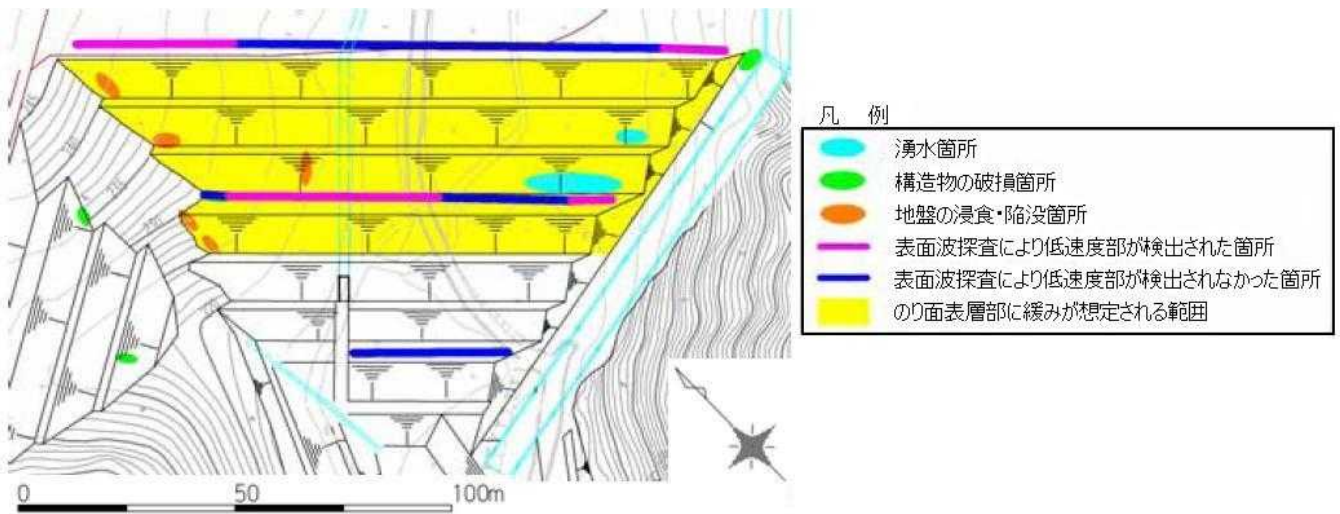 凡 例
湧水箇所
構造物の破損箇所
地盤の浸食・陥没箇所
表面波探査により低速度部が検出された箇所
表面波探査により低速度部が検出されなかった箇所
のり面表層部に緩みが想定される範囲
0 50 100m